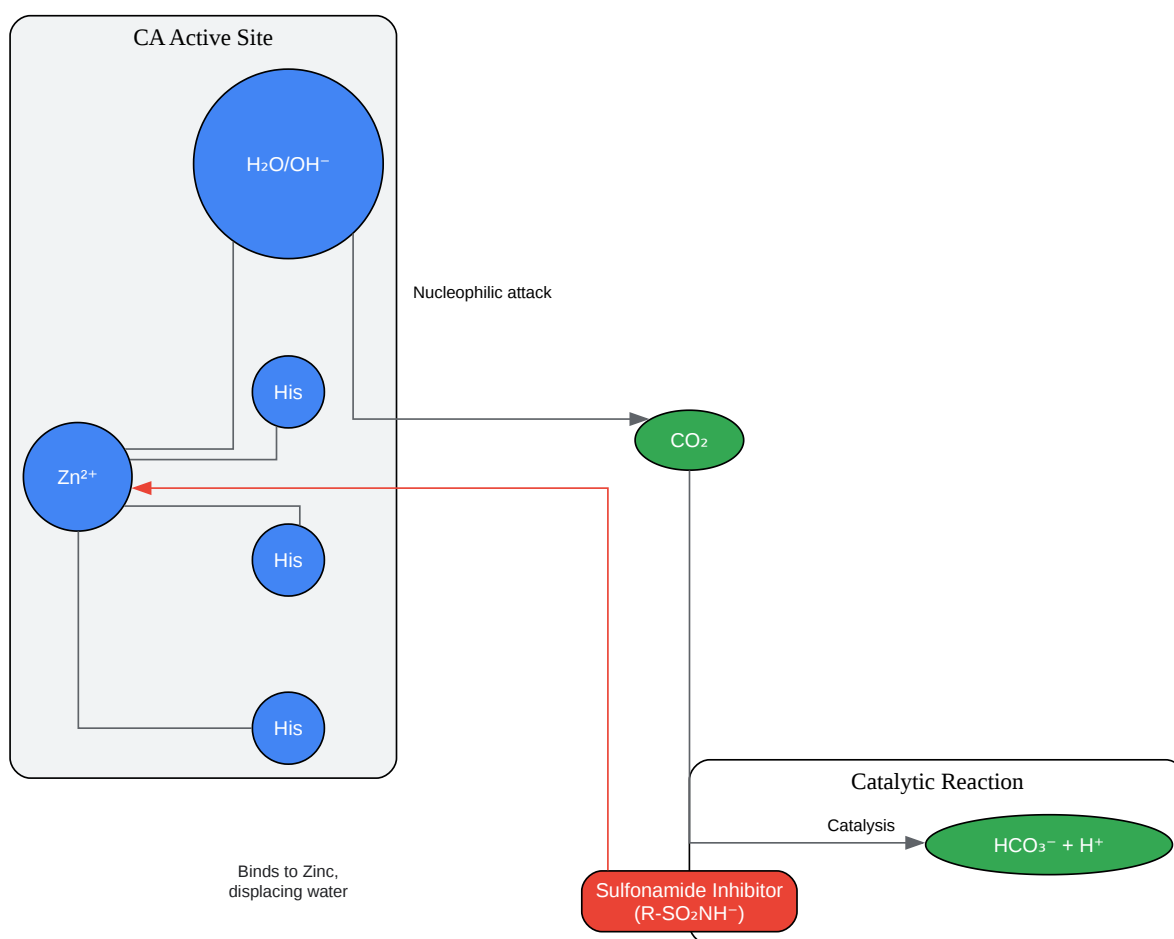 CA Active Site
H₂O/OH⁻
Nucleophilic attack
His
CO₂
Zn²⁺
His
His
Catalytic Reaction
Catalysis
HCO₃⁻ + H⁺
Binds to Zinc,
displacing water
Sulfonamide Inhibitor
(R-SO₂NH⁻)